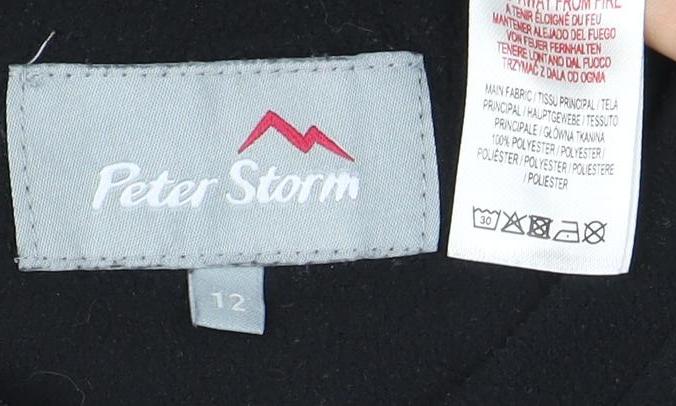 Peter Storm
12
AWAY FROM FIRE
A TENIR ÉLOIGNÉ DU FEU
MANTENER ALEJADO DEL FUEGO
VON FEUER FERNHALTEN
TENERE LONTANO DAL FUOCO
TRZYMAĆ Z DALA OD OGNIA
MAIN FABRIC / TISSU PRINCIPAL / TELA
PRINCIPAL / HAUPTGEWEBE / TESSUTO
PRINCIPALE / GŁÓWNA TKANINA
100% POLYESTER / POLYESTER /
POLIÉSTER / POLYESTER / POLIESTERE
/ POLIESTER
30